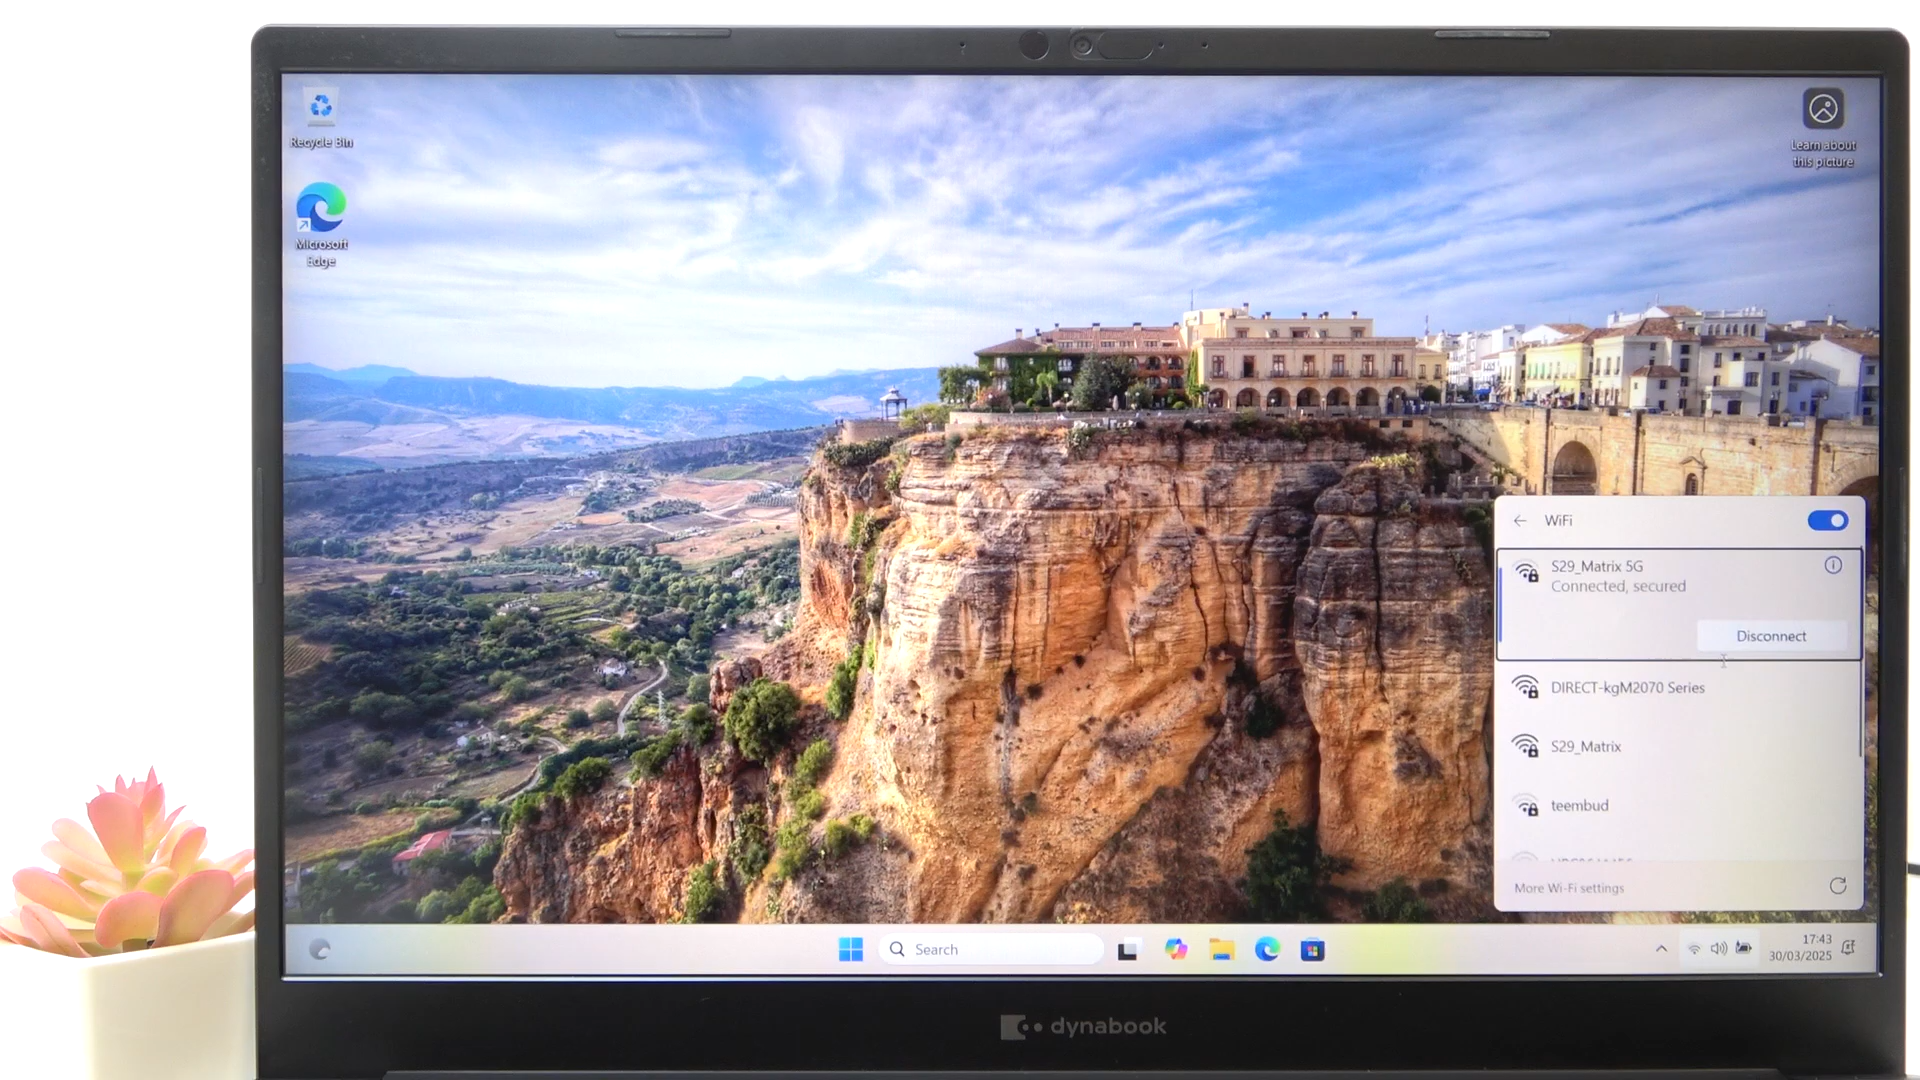 Recycle Bin
Microsoft
Edge
Learn about
this picture
WiFi
S29_Matrix 5G
Connected, secured
Disconnect
DIRECT-kgM2070 Series
S29_Matrix
teembud
More Wi-Fi settings
Search
17:43
30/03/2025
dynabook